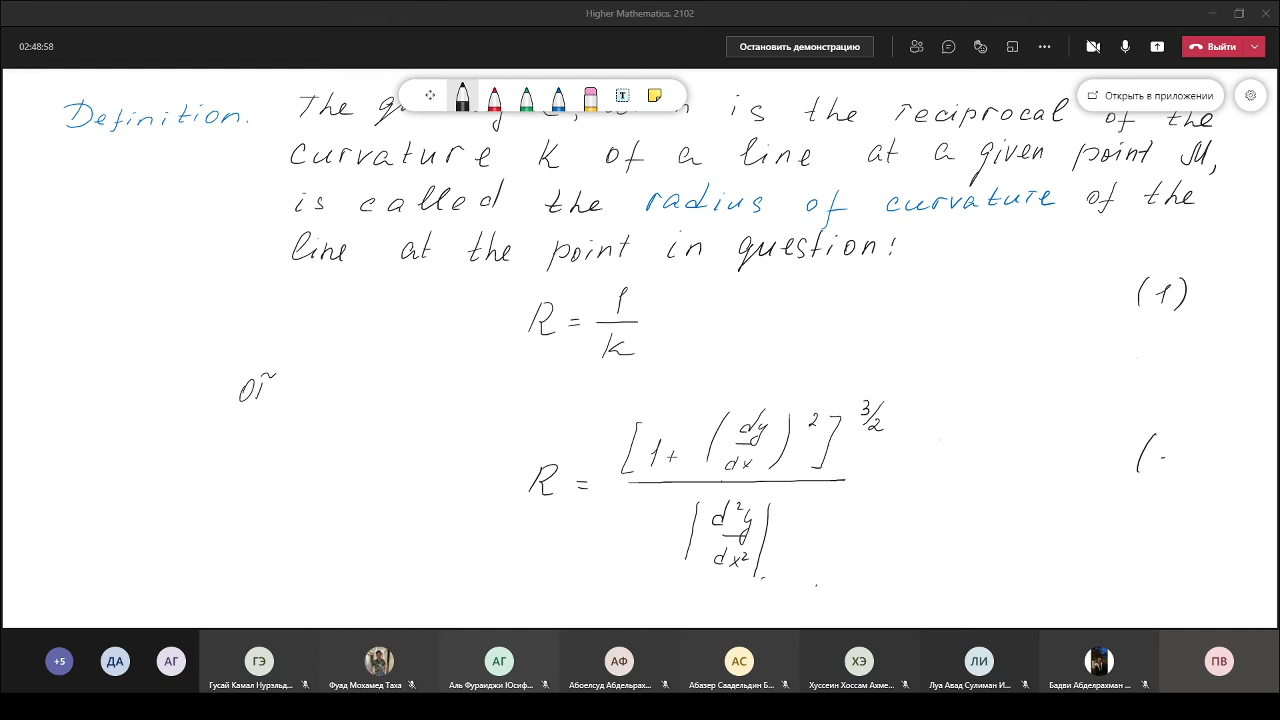 Higher Mathematics, 2102
02:48:58
Остановить демонстрацию
Выйти
Открыть в приложении
Definition. The is the reciprocal of the
curvature K of a line at a given point M,
is called the radius of curvature of the
line at the point in question:
R = 1/K (1)
or
R = [1 + (dy/dx)²]^3/2 / |d²y/dx²| (
+5
ДА
АГ
ГЭ
АГ
АФ
АС
ХЭ
ЛИ
ПВ
Гусай Камал Нурэльд...
Фуад Мохамед Таха
Аль Фураиджи Юсиф...
Абоелсуд Абдельрах...
Абазер Саадельдин Б...
Хуссеин Хоссам Ахме...
Луа Авад Сулиман И...
Бадви Абделрахман ...